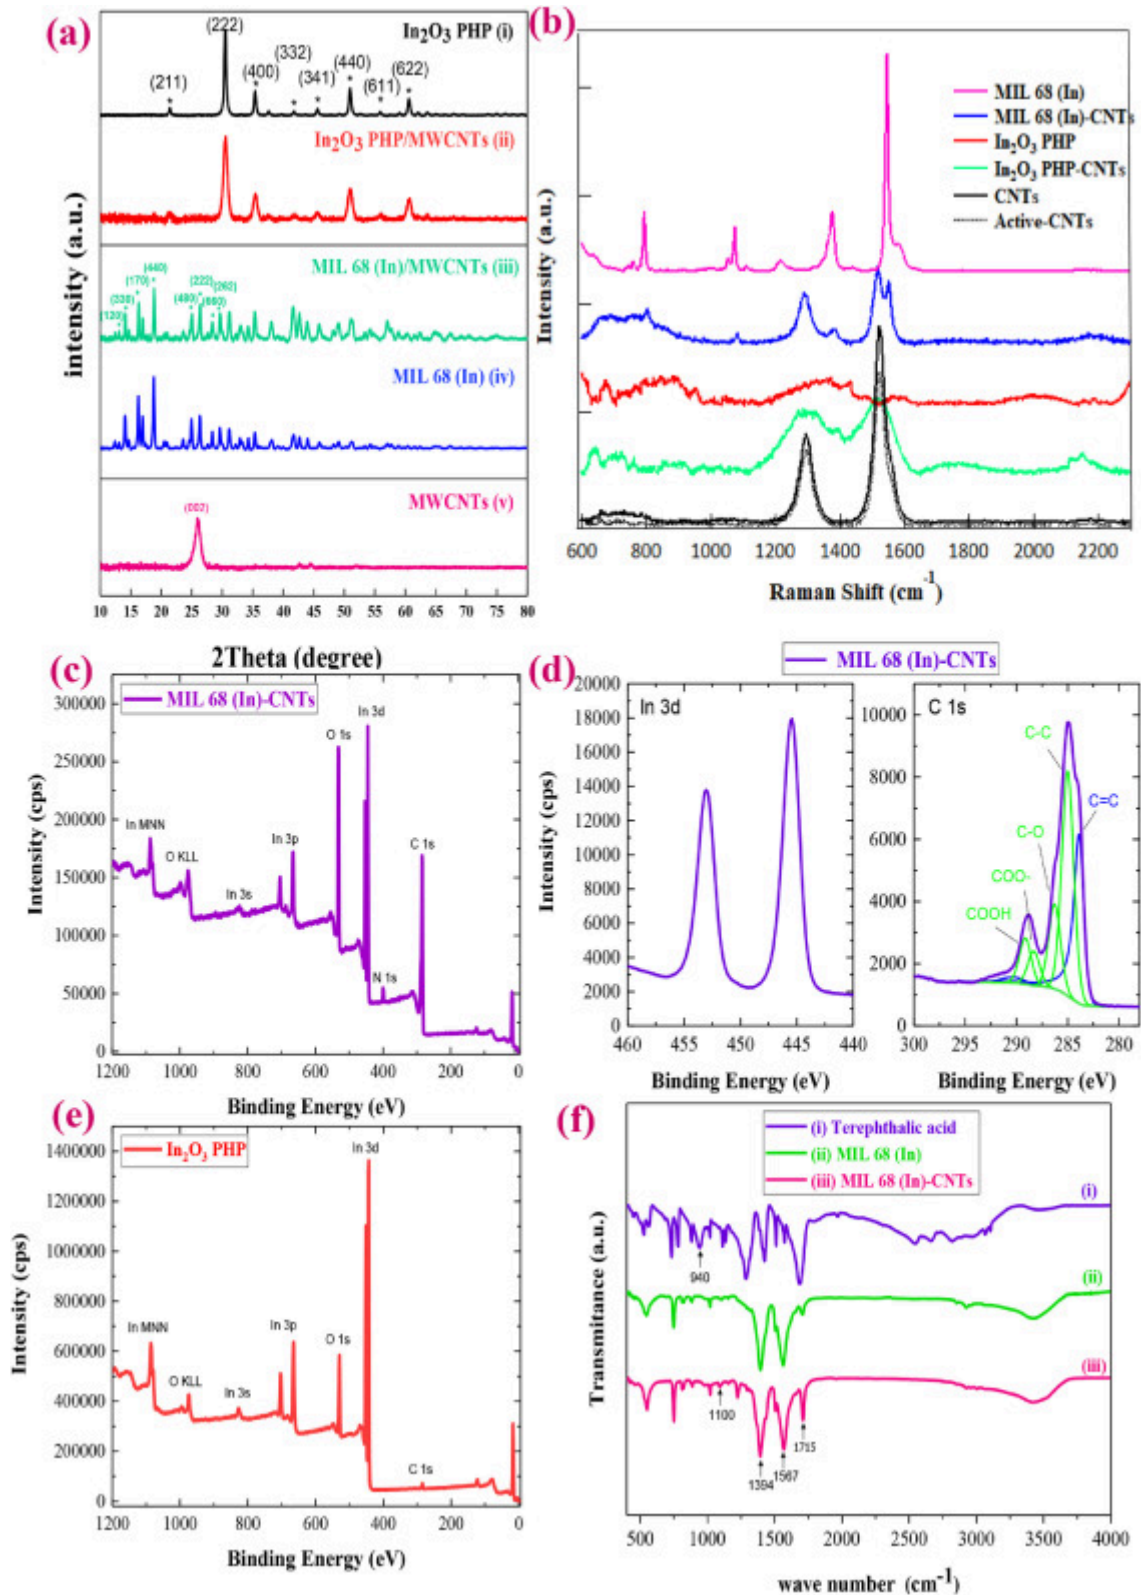 (a)
In₂O₃ PHP (i)
(211)
(222)
(400)
(332)
(341)
(440)
(611)
(622)
In₂O₃ PHP/MWCNTs (ii)
MIL 68 (In)/MWCNTs (iii)
(120)
(330)
(170)
(440)
(480)
(222)
(660)
(262)
MIL 68 (In) (iv)
MWCNTs (v)
(002)
intensity (a.u.)
10 15 20 25 30 35 40 45 50 55 60 65 70 75 80
2Theta (degree)
(b)
MIL 68 (In)
MIL 68 (In)-CNTs
In₂O₃ PHP
In₂O₃ PHP-CNTs
CNTs
Active-CNTs
Intensity (a.u.)
600 800 1000 1200 1400 1600 1800 2000 2200
Raman Shift (cm⁻¹)
(c)
MIL 68 (In)-CNTs
300000
250000
200000
150000
100000
50000
0
Intensity (cps)
In MNN
O KLL
In 3s
In 3p
O 1s
In 3d
N 1s
C 1s
1200 1000 800 600 400 200 0
Binding Energy (eV)
(d)
MIL 68 (In)-CNTs
In 3d
20000
18000
16000
14000
12000
10000
8000
6000
4000
2000
0
Intensity (cps)
460 455 450 445 440
Binding Energy (eV)
C 1s
10000
8000
6000
4000
2000
0
C-C
C=C
C-O
COO-
COOH
300 296 292 288 284 280
Binding Energy (eV)
(e)
In₂O₃ PHP
1400000
1200000
1000000
800000
600000
400000
200000
0
Intensity (cps)
In MNN
O KLL
In 3s
In 3p
O 1s
In 3d
C 1s
1200 1000 800 600 400 200 0
Binding Energy (eV)
(f)
(i) Terephthalic acid
(ii) MIL 68 (In)
(iii) MIL 68 (In)-CNTs
(i)
940
(ii)
(iii)
1100
1394
1567
1715
Transmitance (a.u.)
500 1000 1500 2000 2500 3000 3500 4000
wave number (cm⁻¹)